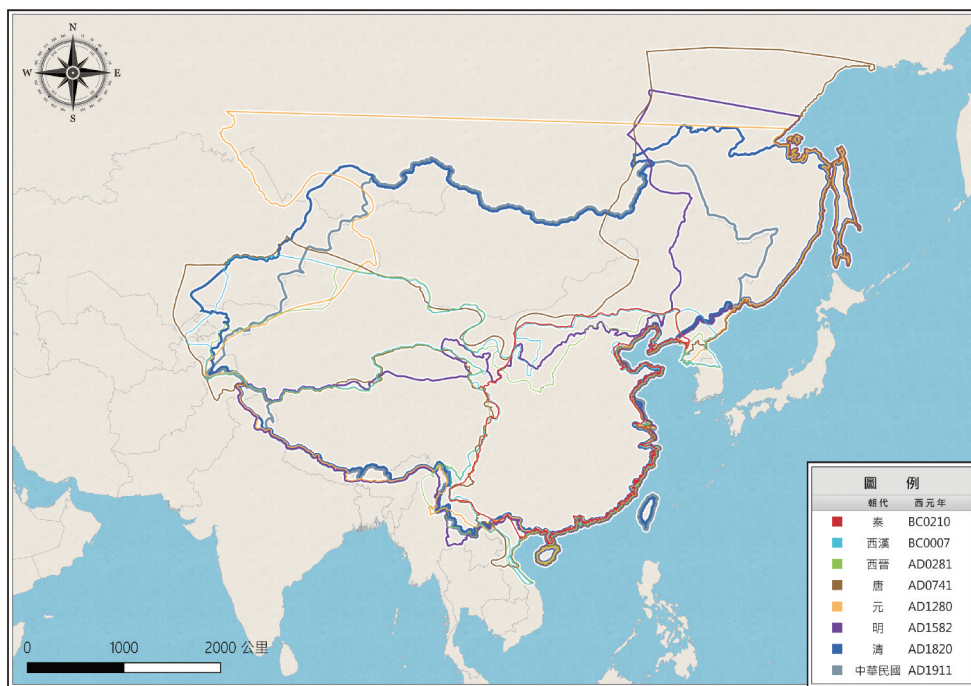 N
W E
S
圖 例
朝代 西元年
秦 BC0210
西漢 BC0007
西晉 AD0281
唐 AD0741
元 AD1280
明 AD1582
清 AD1820
中華民國 AD1911
0 1000 2000 公里